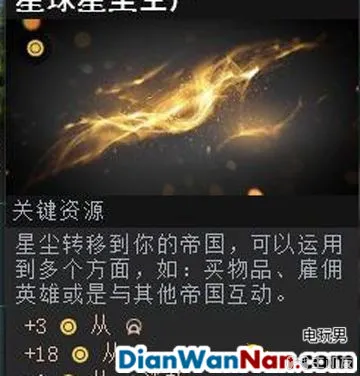 关键资源
星尘转移到你的帝国，可以运用
到多个方面，如：买物品、雇佣
英雄或是与其他帝国互动。
+3 从
+18 从
电玩男
DianWanNan.com